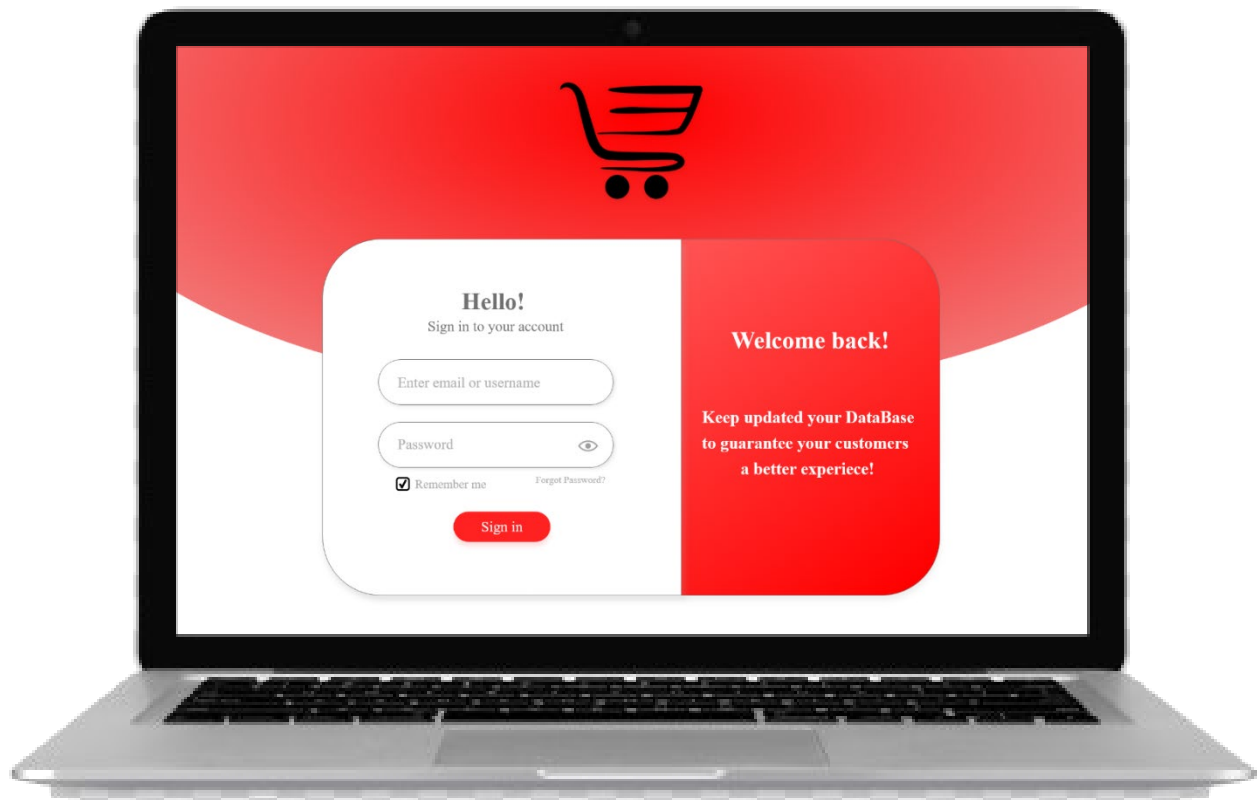 Hello!
Sign in to your account
Enter email or username
Password
Remember me
Forgot Password?
Sign in
Welcome back!
Keep updated your DataBase
to guarantee your customers
a better experiece!